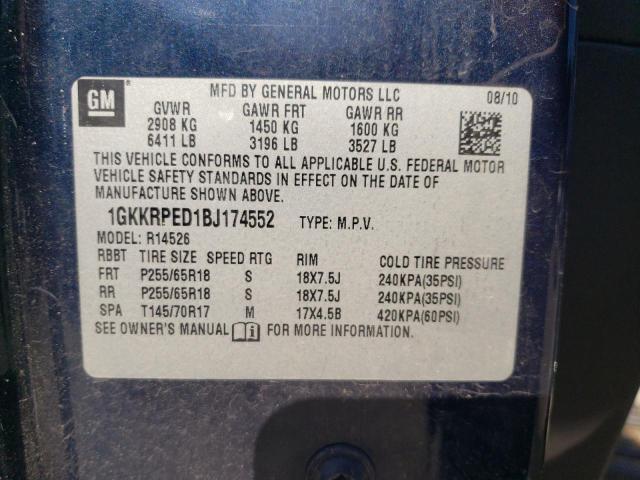 GM ®
MFD BY GENERAL MOTORS LLC 08/10
GVWR GAWR FRT GAWR RR
2908 KG 1450 KG 1600 KG
6411 LB 3196 LB 3527 LB
THIS VEHICLE CONFORMS TO ALL APPLICABLE U.S. FEDERAL MOTOR
VEHICLE SAFETY STANDARDS IN EFFECT ON THE DATE OF
MANUFACTURE SHOWN ABOVE.
1GKKRPED1BJ174552 TYPE: M.P.V.
MODEL: R14526
RBBT TIRE SIZE SPEED RTG RIM COLD TIRE PRESSURE
FRT P255/65R18 S 18X7.5J 240KPA(35PSI)
RR P255/65R18 S 18X7.5J 240KPA(35PSI)
SPA T145/70R17 M 17X4.5B 420KPA(60PSI)
SEE OWNER'S MANUAL FOR MORE INFORMATION.